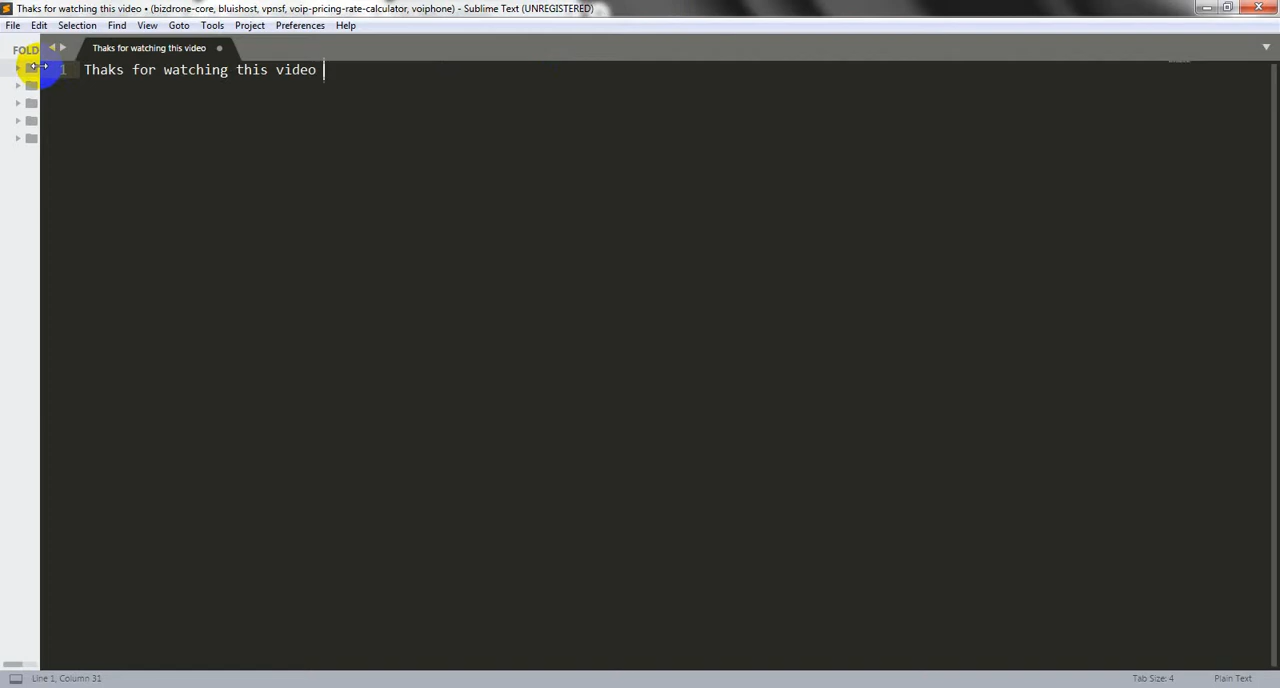 Thaks for watching this video • (bizdrone-core, bluishost, vpnsf, voip-pricing-rate-calculator, voiphone) - Sublime Text (UNREGISTERED)
File Edit Selection Find View Goto Tools Project Preferences Help
FOLD
Thaks for watching this video
1 Thaks for watching this video
Line 1, Column 31
Tab Size: 4
Plain Text